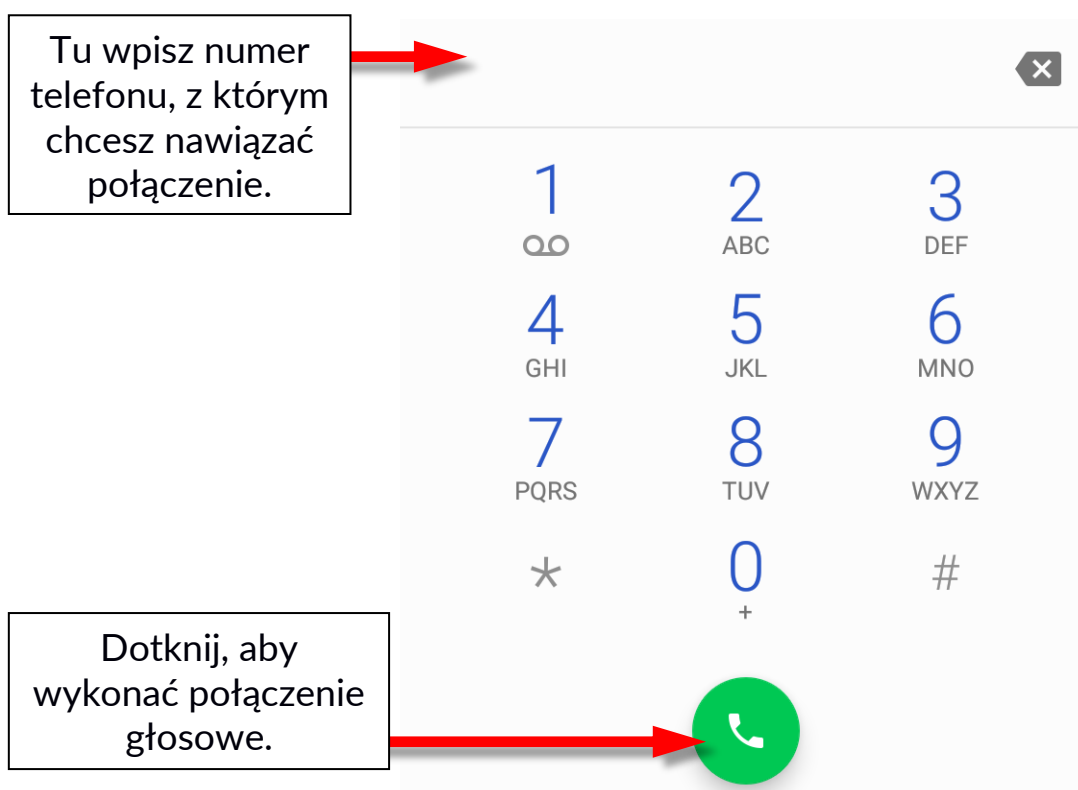 Tu wpisz numer
telefonu, z którym
chcesz nawiązać
połączenie.
1 2 3
ABC DEF
4 5 6
GHI JKL MNO
7 8 9
PQRS TUV WXYZ
* 0 #
+
Dotknij, aby
wykonać połączenie
głosowe.